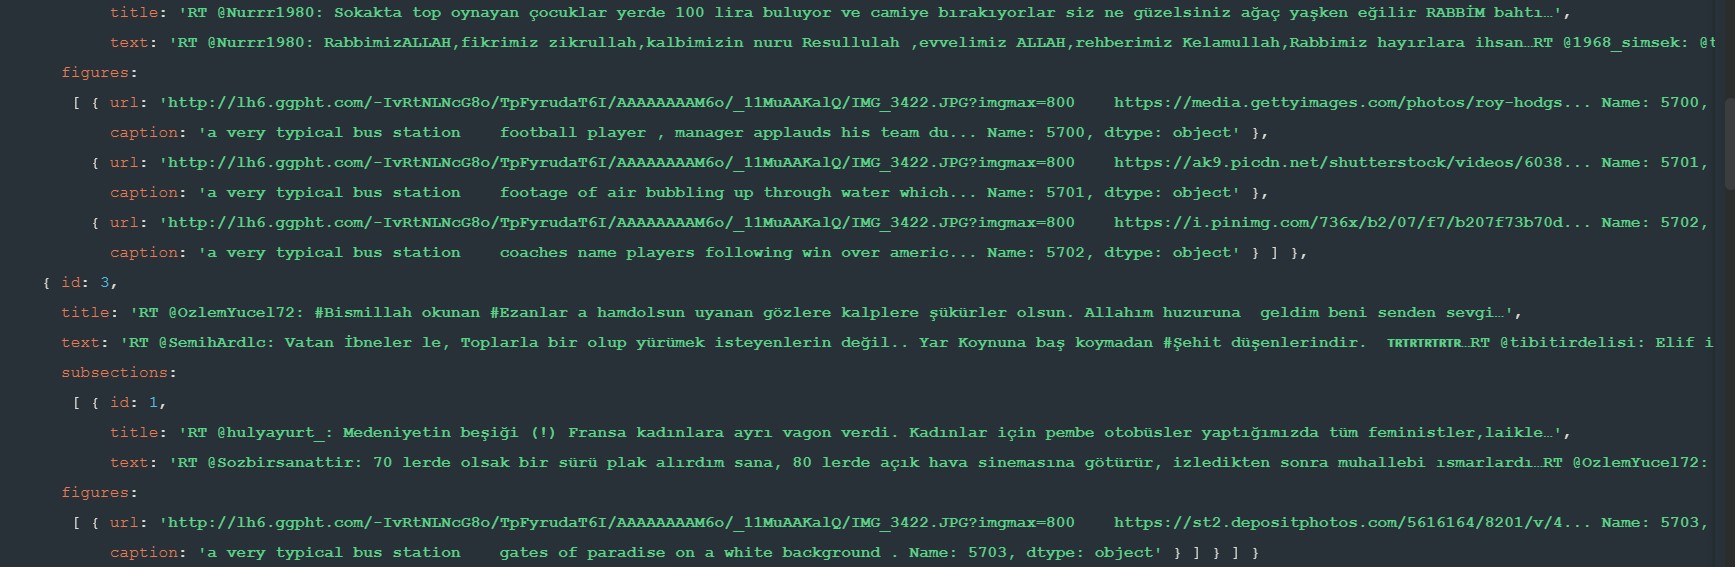 title: 'RT @Nurrr1980: Sokakta top oynayan çocuklar yerde 100 lira buluyor ve camiye bırakıyorlar siz ne güzelsiniz ağaç yaşken eğilir RABBİM bahtı…',
text: 'RT @Nurrr1980: RabbimizALLAH,fikrimiz zikrullah,kalbimizin nuru Resullulah ,evvelimiz ALLAH,rehberimiz Kelamullah,Rabbimiz hayırlara ihsan…RT @1968_simsek: @t
figures:
[ { url: 'http://lh6.ggpht.com/-IvRtNLNcG8o/TpFyrudaT6I/AAAAAAAAM6o/_11MuAAKalQ/IMG_3422.JPG?imgmax=800    https://media.gettyimages.com/photos/roy-hodgs... Name: 5700,
caption: 'a very typical bus station    football player , manager applauds his team du... Name: 5700, dtype: object' },
{ url: 'http://lh6.ggpht.com/-IvRtNLNcG8o/TpFyrudaT6I/AAAAAAAAM6o/_11MuAAKalQ/IMG_3422.JPG?imgmax=800    https://ak9.picdn.net/shutterstock/videos/6038... Name: 5701,
caption: 'a very typical bus station    footage of air bubbling up through water which... Name: 5701, dtype: object' },
{ url: 'http://lh6.ggpht.com/-IvRtNLNcG8o/TpFyrudaT6I/AAAAAAAAM6o/_11MuAAKalQ/IMG_3422.JPG?imgmax=800    https://i.pinimg.com/736x/b2/07/f7/b207f73b70d... Name: 5702,
caption: 'a very typical bus station    coaches name players following win over americ... Name: 5702, dtype: object' } ] },
{ id: 3,
title: 'RT @OzlemYucel72: #Bismillah okunan #Ezanlar a hamdolsun uyanan gözlere kalplere şükürler olsun. Allahım huzuruna  geldim beni senden sevgi…',
text: 'RT @SemihArdlc: Vatan İbneler le, Toplarla bir olup yürümek isteyenlerin değil.. Yar Koynuna baş koymadan #Şehit düşenlerindir.  TRTRTRTRTR…RT @tibitirdelisi: Elif i
subsections:
[ { id: 1,
title: 'RT @hulyayurt_: Medeniyetin beşiği (!) Fransa kadınlara ayrı vagon verdi. Kadınlar için pembe otobüsler yaptığımızda tüm feministler,laikle…',
text: 'RT @Sozbirsanattir: 70 lerde olsak bir sürü plak alırdım sana, 80 lerde açık hava sinemasına götürür, izledikten sonra muhallebi ısmarlardı…RT @OzlemYucel72:
figures:
[ { url: 'http://lh6.ggpht.com/-IvRtNLNcG8o/TpFyrudaT6I/AAAAAAAAM6o/_11MuAAKalQ/IMG_3422.JPG?imgmax=800    https://st2.depositphotos.com/5616164/8201/v/4... Name: 5703,
caption: 'a very typical bus station    gates of paradise on a white background . Name: 5703, dtype: object' } ] } ] }